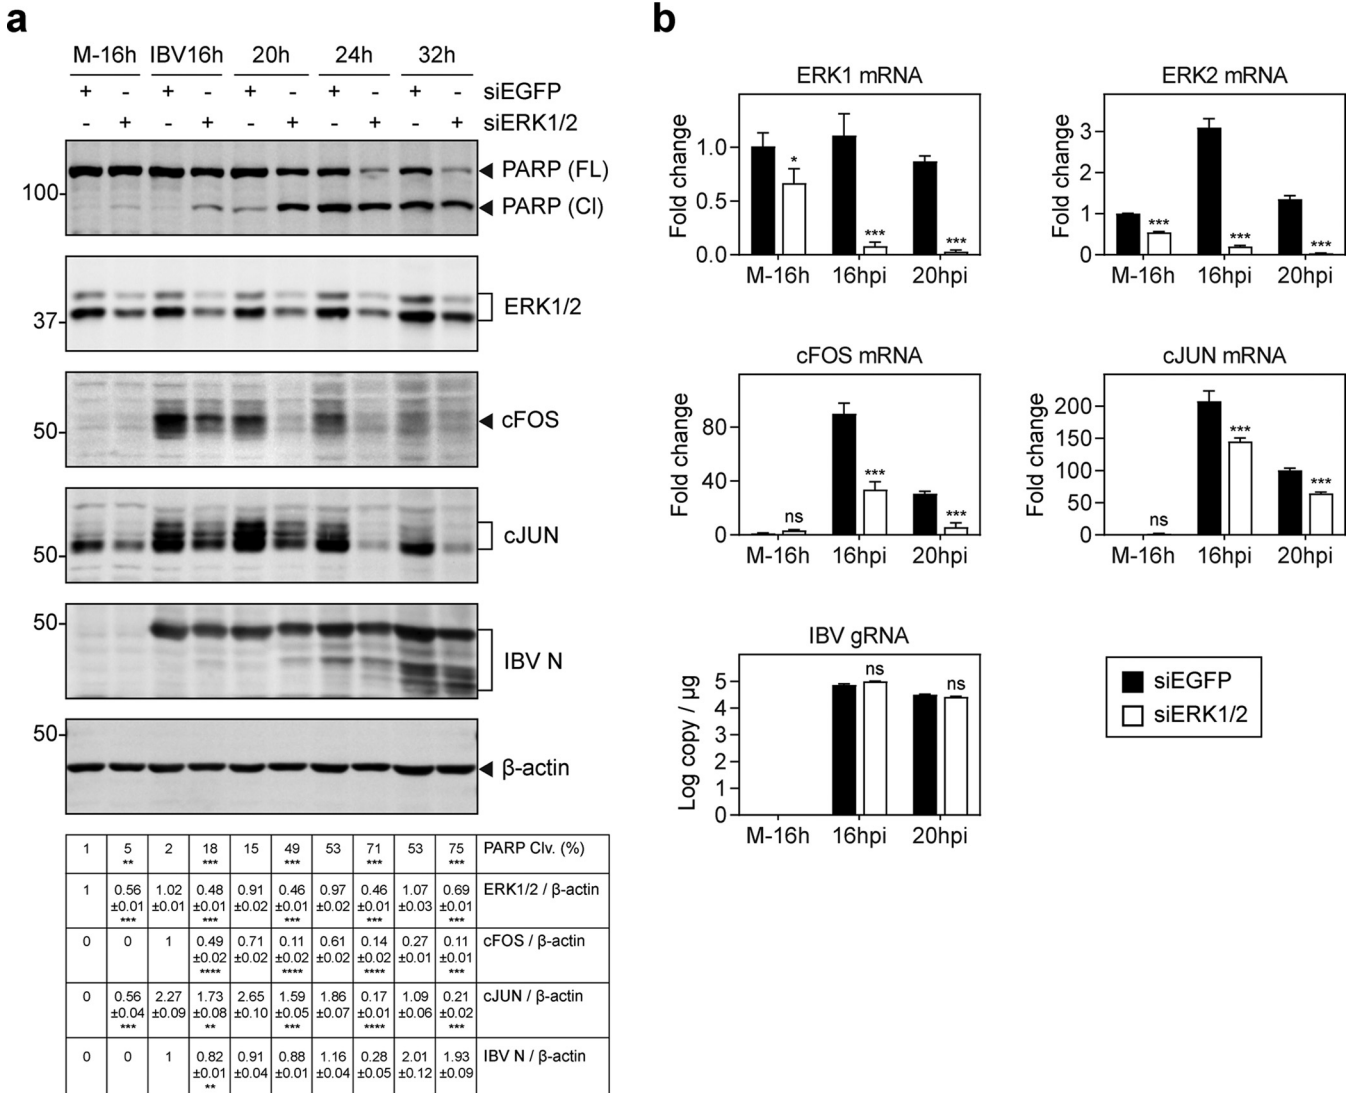 a
M-16h IBV16h 20h 24h 32h
+ - + - + - + - + - siEGFP
- + - + - + - + - + siERK1/2
100- PARP (FL)
PARP (Cl)
37- ERK1/2
50- cFOS
50- cJUN
50- IBV N
50- β-actin
1 5 2 18 15 49 53 71 53 75 PARP Clv. (%)
** *** *** *** ***
1 0.56 1.02 0.48 0.91 0.46 0.97 0.46 1.07 0.69 ERK1/2 / β-actin
±0.01 ±0.01 ±0.01 ±0.02 ±0.01 ±0.02 ±0.01 ±0.03 ±0.01
*** *** *** *** ***
0 0 1 0.49 0.71 0.11 0.61 0.14 0.27 0.11 cFOS / β-actin
±0.02 ±0.02 ±0.02 ±0.02 ±0.02 ±0.01 ±0.01
**** **** **** ***
0 0.56 2.27 1.73 2.65 1.59 1.86 0.17 1.09 0.21 cJUN / β-actin
±0.04 ±0.09 ±0.08 ±0.10 ±0.05 ±0.07 ±0.01 ±0.06 ±0.02
*** ** *** **** ***
0 0 1 0.82 0.91 0.88 1.16 0.28 2.01 1.93 IBV N / β-actin
±0.01 ±0.04 ±0.01 ±0.04 ±0.05 ±0.12 ±0.09
**
b
ERK1 mRNA
Fold change
1.0
0.5
0.0
* *** ***
M-16h 16hpi 20hpi
ERK2 mRNA
Fold change
3
2
1
0
*** *** ***
M-16h 16hpi 20hpi
cFOS mRNA
Fold change
80
40
0
ns *** ***
M-16h 16hpi 20hpi
cJUN mRNA
Fold change
200
150
100
50
0
ns *** ***
M-16h 16hpi 20hpi
IBV gRNA
Log copy / µg
5
4
3
2
1
0
ns ns
M-16h 16hpi 20hpi
siEGFP
siERK1/2